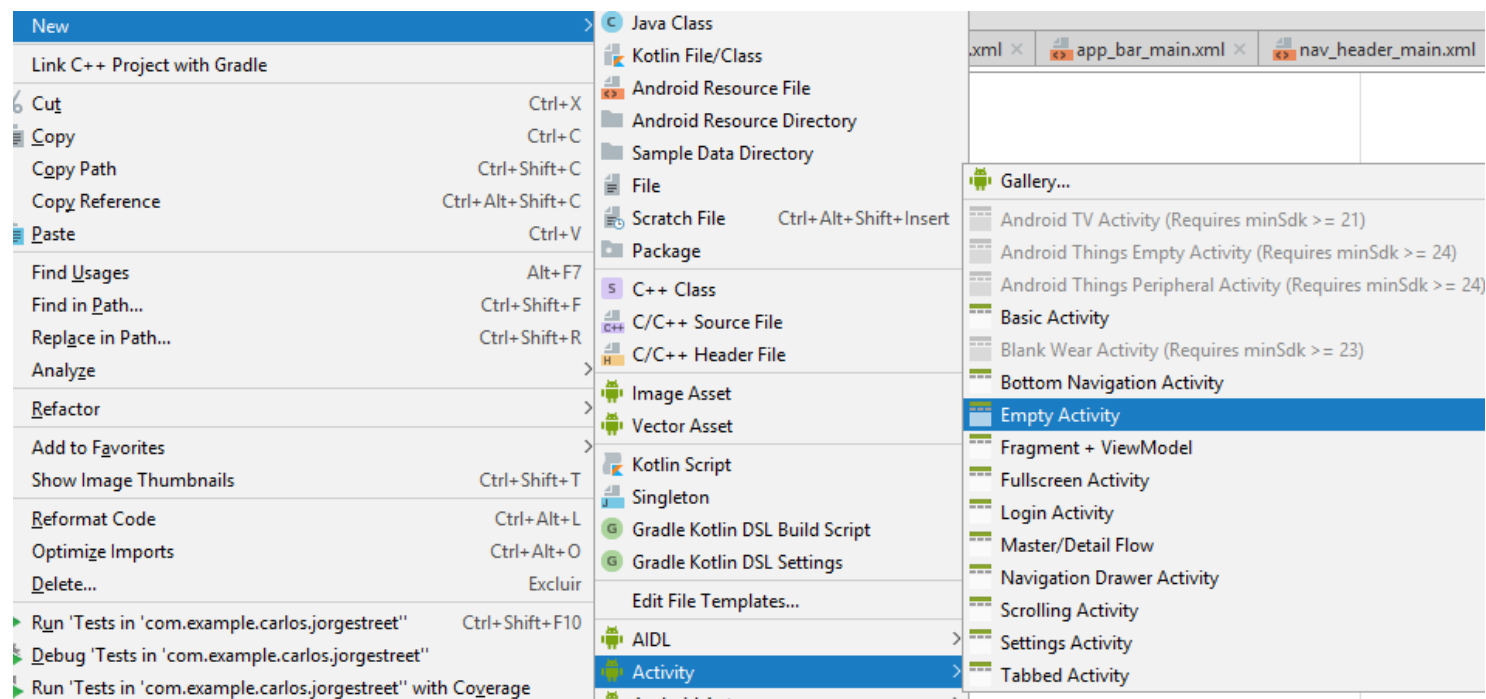 New
Link C++ Project with Gradle
Cut Ctrl+X
Copy Ctrl+C
Copy Path Ctrl+Shift+C
Copy Reference Ctrl+Alt+Shift+C
Paste Ctrl+V
Find Usages Alt+F7
Find in Path... Ctrl+Shift+F
Replace in Path... Ctrl+Shift+R
Analyze
Refactor
Add to Favorites
Show Image Thumbnails Ctrl+Shift+T
Reformat Code Ctrl+Alt+L
Optimize Imports Ctrl+Alt+O
Delete... Excluir
Run 'Tests in 'com.example.carlos.jorgestreet'' Ctrl+Shift+F10
Debug 'Tests in 'com.example.carlos.jorgestreet''
Run 'Tests in 'com.example.carlos.jorgestreet'' with Coverage
C Java Class
Kotlin File/Class
Android Resource File
Android Resource Directory
Sample Data Directory
File
Scratch File Ctrl+Alt+Shift+Insert
Package
S C++ Class
C++ C/C++ Source File
H C/C++ Header File
Image Asset
Vector Asset
Kotlin Script
J Singleton
G Gradle Kotlin DSL Build Script
G Gradle Kotlin DSL Settings
Edit File Templates...
AIDL
Activity
.xml app_bar_main.xml nav_header_main.xml
Gallery...
Android TV Activity (Requires minSdk >= 21)
Android Things Empty Activity (Requires minSdk >= 24)
Android Things Peripheral Activity (Requires minSdk >= 24)
Basic Activity
Blank Wear Activity (Requires minSdk >= 23)
Bottom Navigation Activity
Empty Activity
Fragment + ViewModel
Fullscreen Activity
Login Activity
Master/Detail Flow
Navigation Drawer Activity
Scrolling Activity
Settings Activity
Tabbed Activity